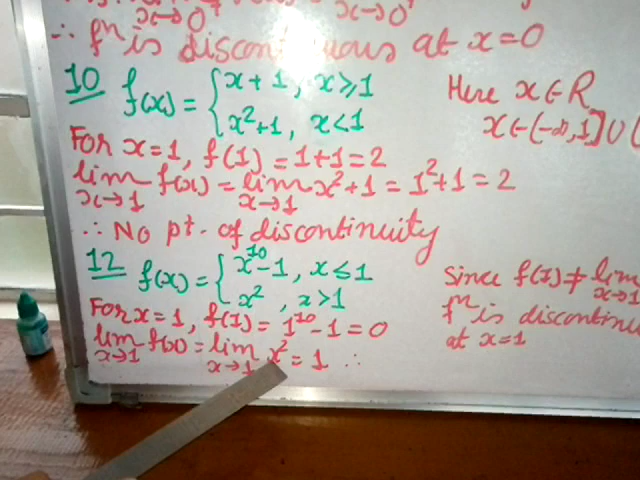 x→0 x→0⁺
∴ fⁿ is discontinuous at x=0
10 f(x) = { x+1, x≥1
x²+1, x<1
Here x∈R
x∈(-∞,1]∪(
For x=1, f(1)=1+1=2
lim f(x) = lim x²+1 = 1²+1 = 2
x→1 x→1
∴ No pt. of discontinuity
12 f(x) = { x¹⁰-1, x≤1
x², x>1
For x=1, f(1) = 1¹⁰-1=0
lim f(x) = lim x² = 1 ∴
x→1 x→1
Since f(1) ≠ lim
x→1
fⁿ is discontinu
at x=1